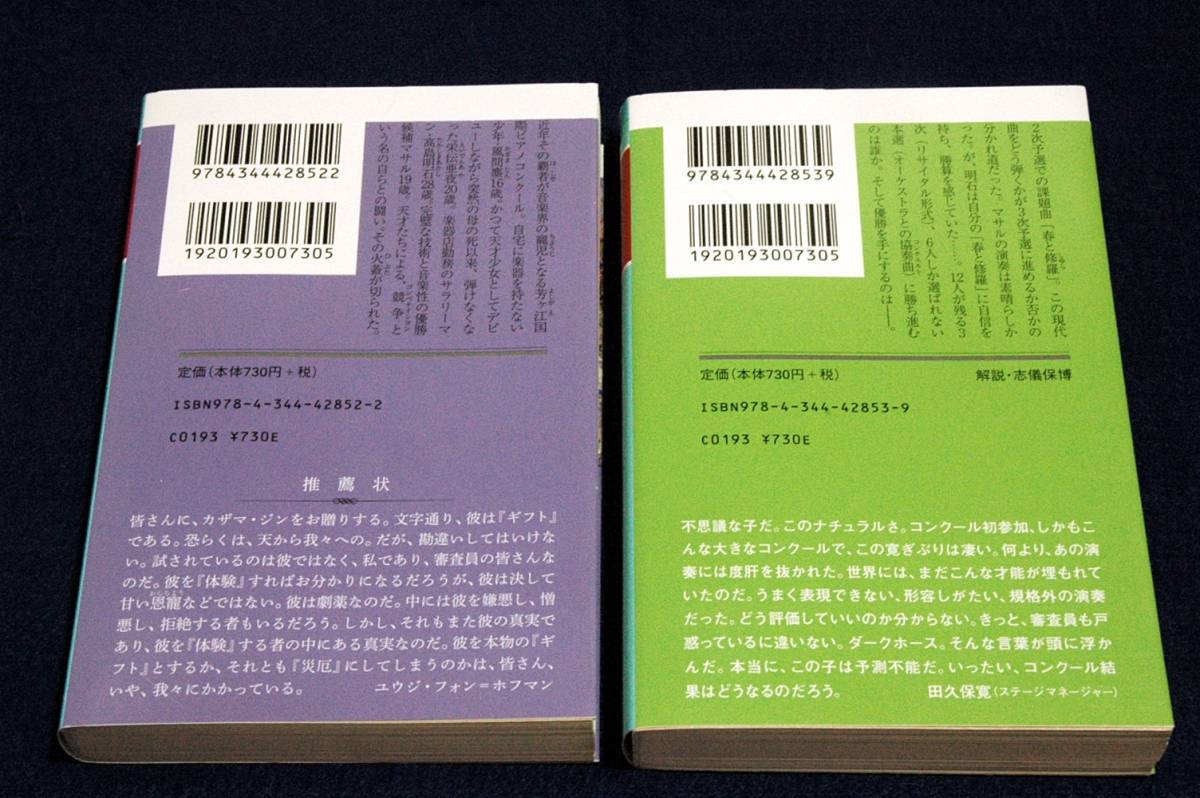 9784344428522
1920193007305
近年その覇者が音楽界の寵児となる芳ヶ江国
際ピアノコンクール。自宅に楽器を持たない
少年・風間塵16歳。かつて天才少女としてデビ
ューしながら突然の母の死以来、弾けなくな
った栄伝亜夜20歳。楽器店勤務のサラリーマ
ン・高島明石28歳。完璧な技術と音楽性の優勝
候補マサル19歳。天才たちによる、競争と
いう名の自らとの闘い。その火蓋が切られた。
定価(本体730円+税)
ISBN978-4-344-42852-2
C0193 ¥730E
推薦状
皆さんに、カザマ・ジンをお贈りする。文字通り、彼は『ギフト』
である。恐らくは、天から我々への。だが、勘違いしてはいけな
い。試されているのは彼ではなく、私であり、審査員の皆さんな
のだ。彼を『体験』すればお分かりになるだろうが、彼は決して
甘い恩寵などではない。彼は劇薬なのだ。中には彼を嫌悪し、憎
悪し、拒絶する者もいるだろう。しかし、それもまた彼の真実で
あり、彼を『体験』する者の中にある真実なのだ。彼を本物の『ギ
フト』とするか、それとも『災厄』にしてしまうのかは、皆さん、
いや、我々にかかっている。 ユウジ・フォン=ホフマン
9784344428539
1920193007305
2次予選での課題曲「春と修羅」。この現代
曲をどう弾くかが3次予選に進めるか否かの
分かれ道だった。マサルの演奏は素晴らしか
ったが、明石は自分の「春と修羅」に自信を
持ち、勝算を感じていた……。12人が残る3
次(リサイタル形式)、6人しか選ばれない
本選(オーケストラとの協奏曲)に勝ち進む
のは誰か。そして優勝を手にするのは――。
定価(本体730円+税) 解説・志儀保博
ISBN978-4-344-42853-9
C0193 ¥730E
不思議な子だ。このナチュラルさ。コンクール初参加、しかもこ
んな大きなコンクールで、この寛ぎぶりは凄い。何より、あの演
奏には度肝を抜かれた。世界には、まだこんな才能が埋もれて
いたのだ。うまく表現できない、形容しがたい、規格外の演奏
だった。どう評価していいのか分からない。きっと、審査員も戸
惑っているに違いない。ダークホース。そんな言葉が頭に浮か
んだ。本当に、この子は予測不能だ。いったい、コンクール結
果はどうなるのだろう。 田久保寛(ステージマネージャー)